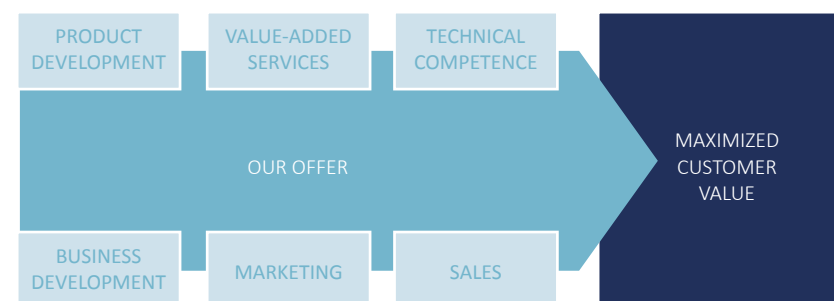 PRODUCT
DEVELOPMENT
VALUE-ADDED
SERVICES
TECHNICAL
COMPETENCE
OUR OFFER
MAXIMIZED
CUSTOMER
VALUE
BUSINESS
DEVELOPMENT
MARKETING
SALES